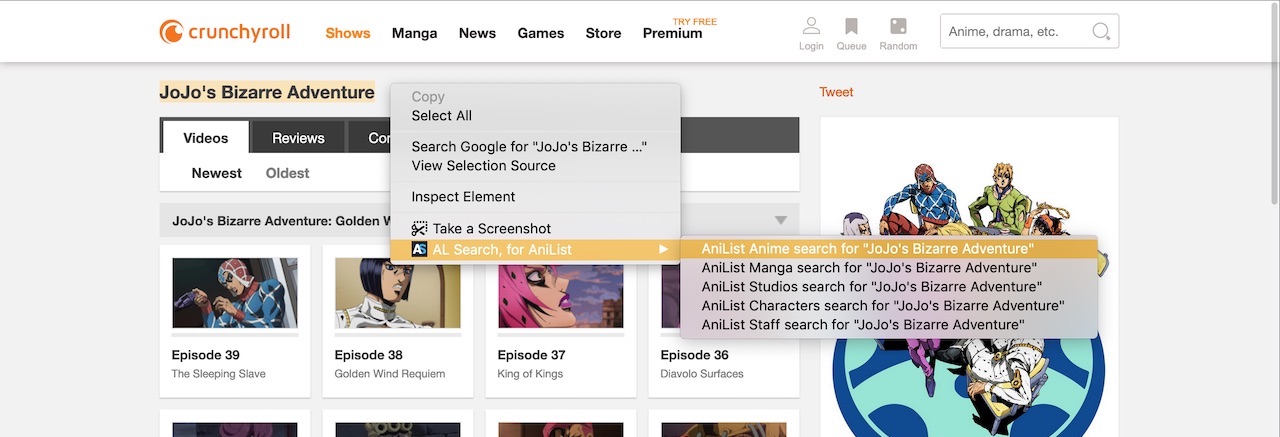 crunchyroll
Shows Manga News Games Store Premium
TRY FREE
Login Queue Random
Anime, drama, etc.
JoJo's Bizarre Adventure
Tweet
Videos Reviews
Newest Oldest
Copy
Select All
Search Google for "JoJo's Bizarre ..."
View Selection Source
Inspect Element
Take a Screenshot
AS AL Search, for AniList
AniList Anime search for "JoJo's Bizarre Adventure"
AniList Manga search for "JoJo's Bizarre Adventure"
AniList Studios search for "JoJo's Bizarre Adventure"
AniList Characters search for "JoJo's Bizarre Adventure"
AniList Staff search for "JoJo's Bizarre Adventure"
JoJo's Bizarre Adventure: Golden
Episode 39
The Sleeping Slave
Episode 38
Golden Wind Requiem
Episode 37
King of Kings
Episode 36
Diavolo Surfaces